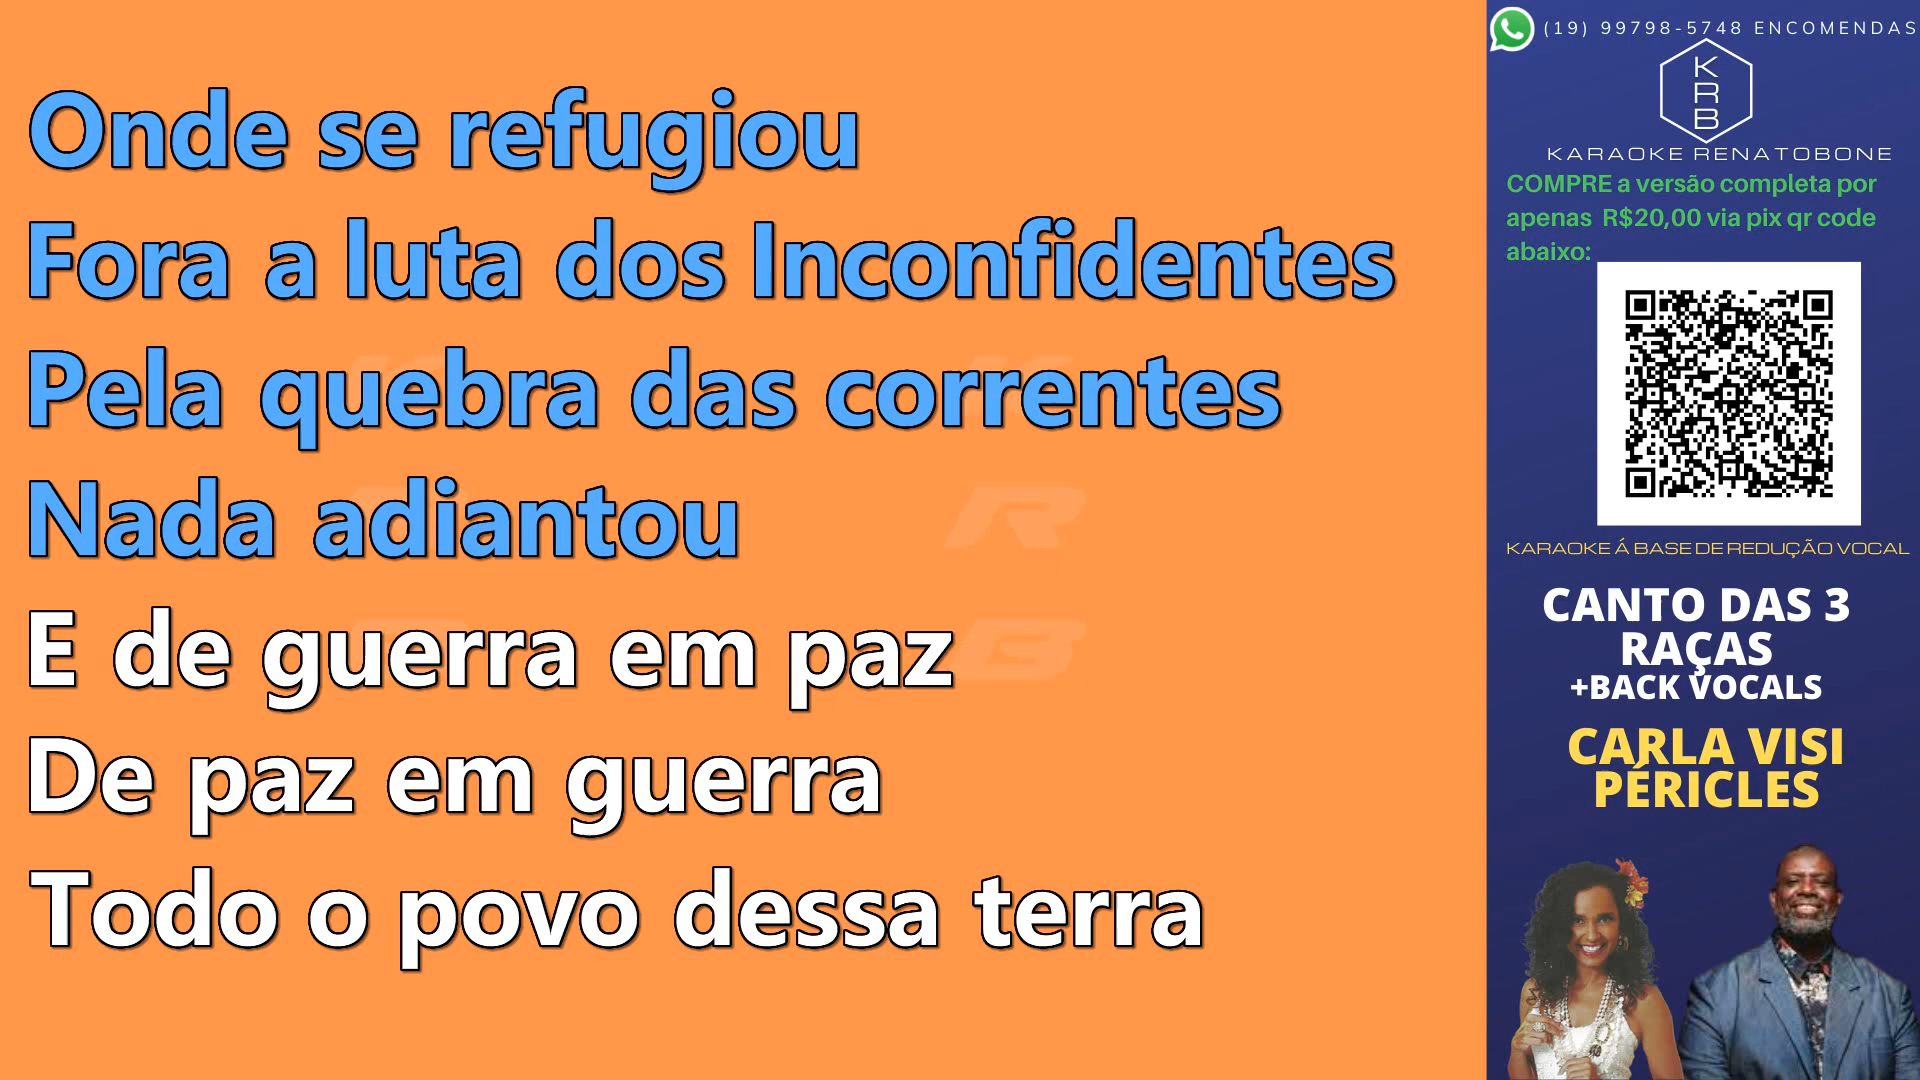 Onde se refugiou
Fora a luta dos Inconfidentes
Pela quebra das correntes
Nada adiantou
E de guerra em paz
De paz em guerra
Todo o povo dessa terra
(19) 99798-5748 ENCOMENDAS
K
R
B
KARAOKE RENATOBONE
COMPRE a versão completa por
apenas R$20,00 via pix qr code
abaixo:
KARAOKE Á BASE DE REDUÇÃO VOCAL
CANTO DAS 3
RAÇAS
+BACK VOCALS
CARLA VISI
PÉRICLES
K
R
B